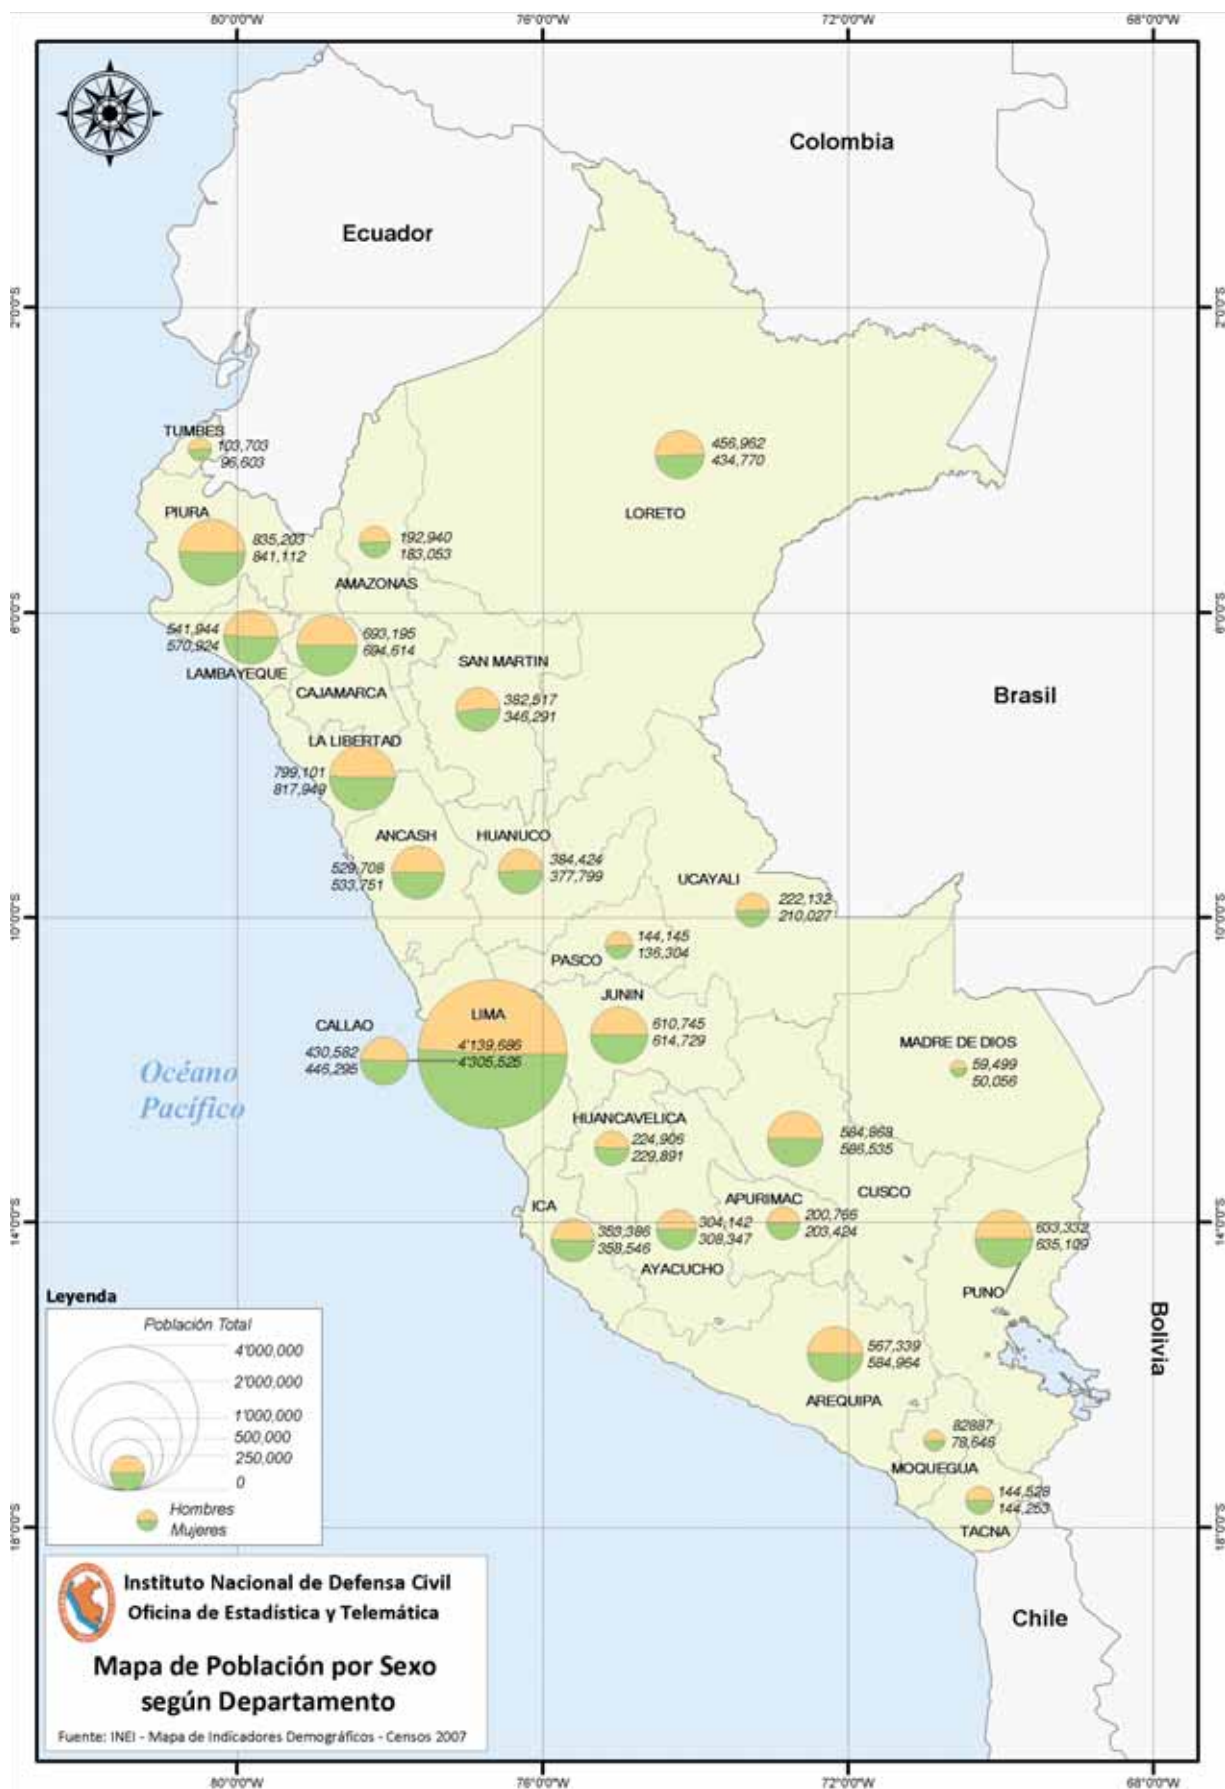 80°0'0"W
76°0'0"W
72°0'0"W
68°0'0"W
Colombia
Ecuador
2°0'0"S
2°0'0"S
TUMBES
103,703
96,603
456,962
434,770
LORETO
PIURA
835,203
841,112
192,940
183,053
AMAZONAS
6°0'0"S
6°0'0"S
541,944
570,924
LAMBAYEQUE
693,195
694,614
CAJAMARCA
SAN MARTIN
382,517
346,291
Brasil
LA LIBERTAD
799,101
817,949
ANCASH
529,708
533,751
HUANUCO
384,424
377,799
UCAYALI
222,132
210,027
10°0'0"S
10°0'0"S
144,145
136,304
PASCO
JUNIN
610,745
614,729
LIMA
4'139,686
4'305,525
CALLAO
430,582
446,295
MADRE DE DIOS
59,499
50,056
Océano
Pacífico
HUANCAVELICA
224,906
229,891
584,868
586,535
CUSCO
APURIMAC
200,766
203,424
ICA
353,386
358,546
304,142
308,347
AYACUCHO
14°0'0"S
14°0'0"S
633,332
635,109
PUNO
Bolivia
567,339
584,964
AREQUIPA
82887
78,646
MOQUEGUA
144,528
144,253
TACNA
Leyenda
Población Total
4'000,000
2'000,000
1'000,000
500,000
250,000
0
Hombres
Mujeres
18°0'0"S
18°0'0"S
Instituto Nacional de Defensa Civil
Oficina de Estadística y Telemática
Mapa de Población por Sexo
según Departamento
Fuente: INEI - Mapa de Indicadores Demográficos - Censos 2007
Chile
80°0'0"W
76°0'0"W
72°0'0"W
68°0'0"W